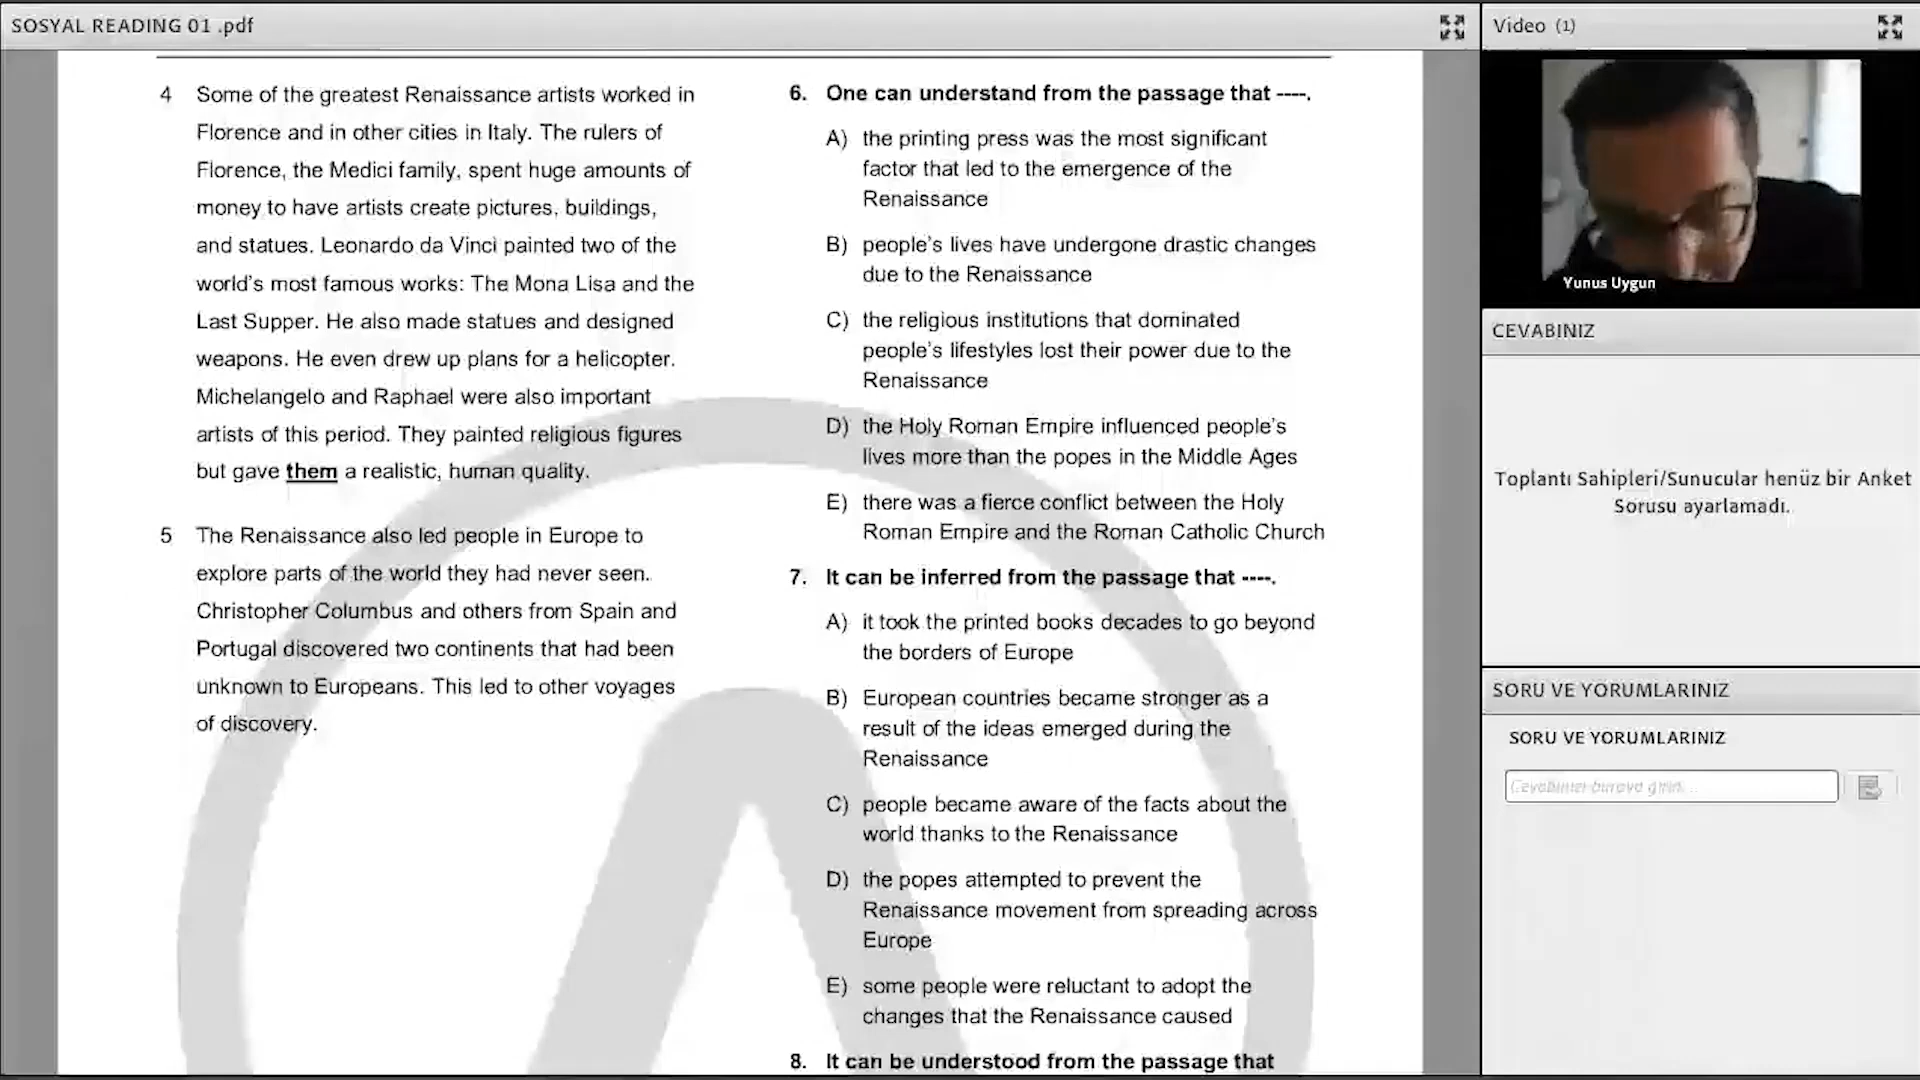 SOSYAL READING 01 .pdf
4 Some of the greatest Renaissance artists worked in
Florence and in other cities in Italy. The rulers of
Florence, the Medici family, spent huge amounts of
money to have artists create pictures, buildings,
and statues. Leonardo da Vinci painted two of the
world's most famous works: The Mona Lisa and the
Last Supper. He also made statues and designed
weapons. He even drew up plans for a helicopter.
Michelangelo and Raphael were also important
artists of this period. They painted religious figures
but gave them a realistic, human quality.
5 The Renaissance also led people in Europe to
explore parts of the world they had never seen.
Christopher Columbus and others from Spain and
Portugal discovered two continents that had been
unknown to Europeans. This led to other voyages
of discovery.
6. One can understand from the passage that ----.
A) the printing press was the most significant
factor that led to the emergence of the
Renaissance
B) people's lives have undergone drastic changes
due to the Renaissance
C) the religious institutions that dominated
people's lifestyles lost their power due to the
Renaissance
D) the Holy Roman Empire influenced people's
lives more than the popes in the Middle Ages
E) there was a fierce conflict between the Holy
Roman Empire and the Roman Catholic Church
7. It can be inferred from the passage that ----.
A) it took the printed books decades to go beyond
the borders of Europe
B) European countries became stronger as a
result of the ideas emerged during the
Renaissance
C) people became aware of the facts about the
world thanks to the Renaissance
D) the popes attempted to prevent the
Renaissance movement from spreading across
Europe
E) some people were reluctant to adopt the
changes that the Renaissance caused
8. It can be understood from the passage that
Video (1)
Yunus Uygun
CEVABINIZ
Toplantı Sahipleri/Sunucular henüz bir Anket
Sorusu ayarlamadı.
SORU VE YORUMLARINIZ
SORU VE YORUMLARINIZ
Cevabınızı buraya girin...